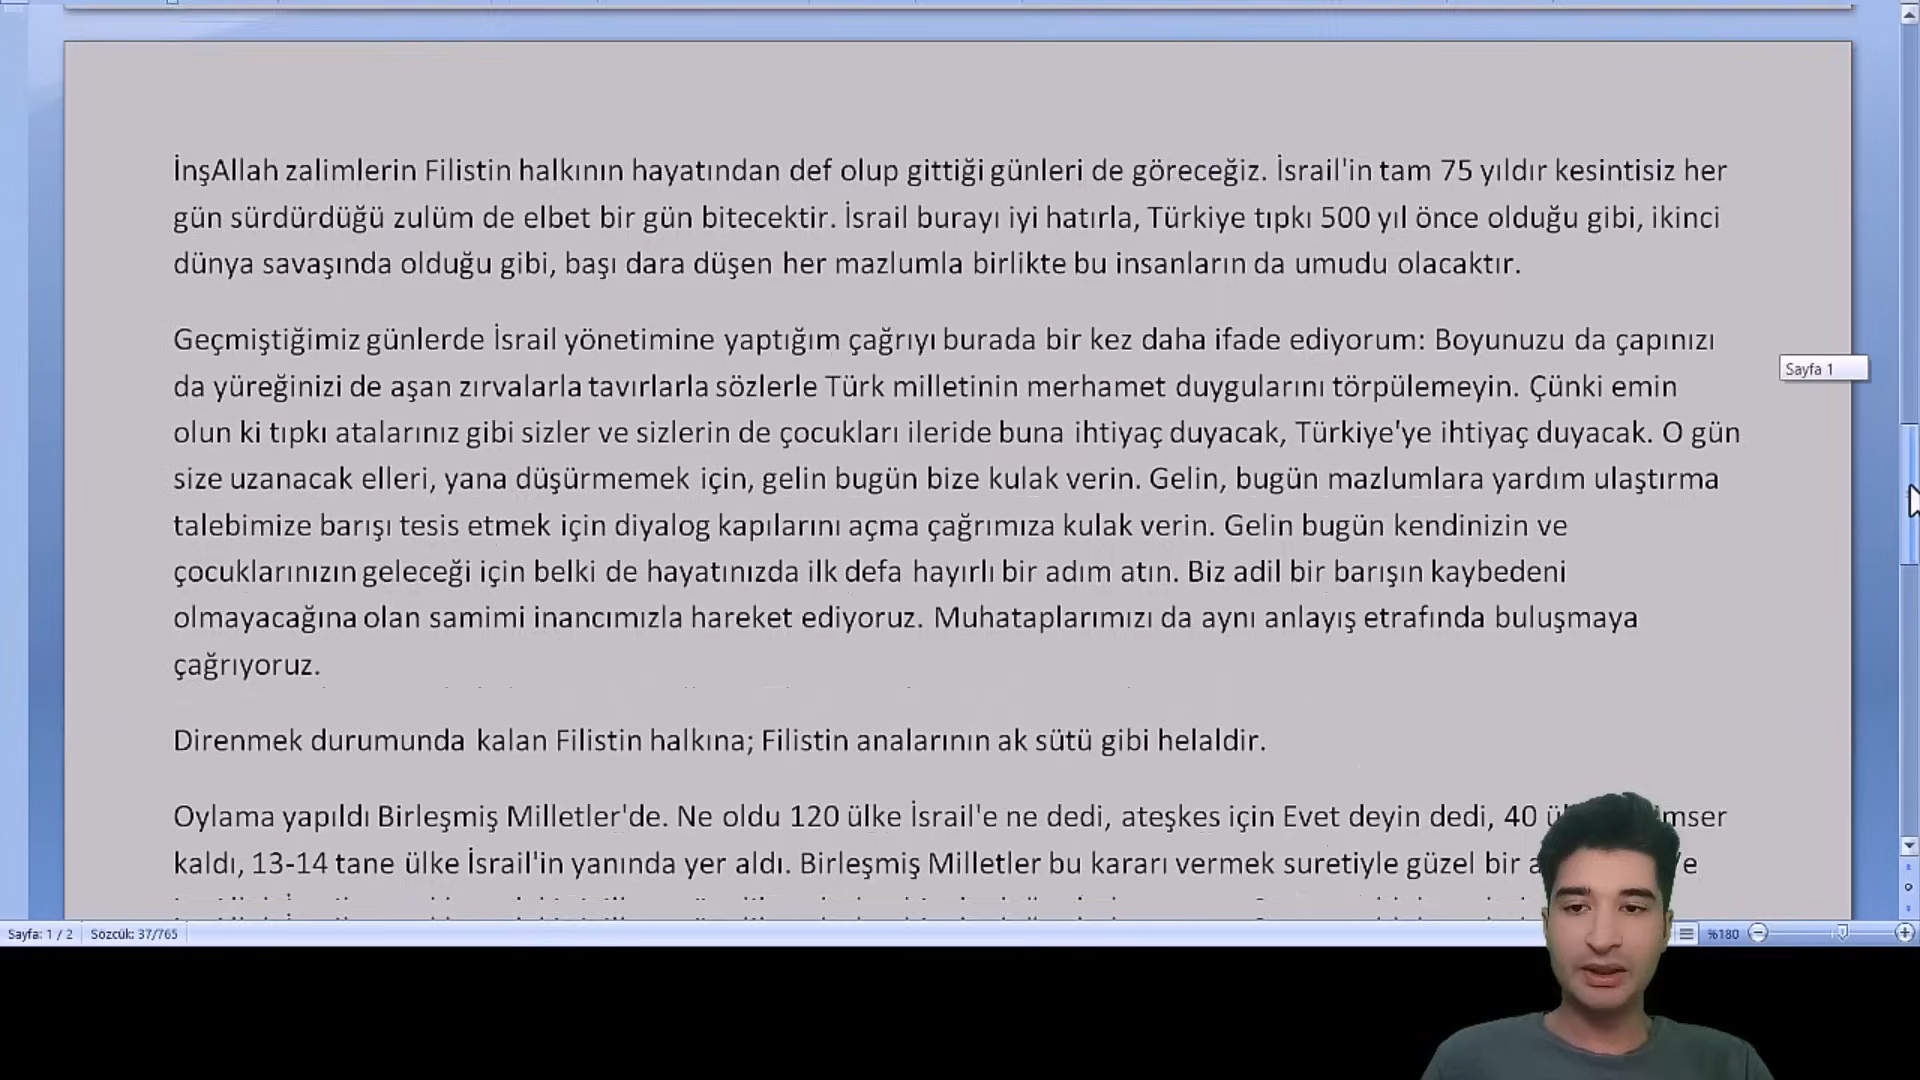 İnşAllah zalimlerin Filistin halkının hayatından def olup gittiği günleri de göreceğiz. İsrail'in tam 75 yıldır kesintisiz her
gün sürdürdüğü zulüm de elbet bir gün bitecektir. İsrail burayı iyi hatırla, Türkiye tıpkı 500 yıl önce olduğu gibi, ikinci
dünya savaşında olduğu gibi, başı dara düşen her mazlumla birlikte bu insanların da umudu olacaktır.
Geçmiştiğimiz günlerde İsrail yönetimine yaptığım çağrıyı burada bir kez daha ifade ediyorum: Boyunuzu da çapınızı
Sayfa 1
da yüreğinizi de aşan zırvalarla tavırlarla sözlerle Türk milletinin merhamet duygularını törpülemeyin. Çünki emin
olun ki tıpkı atalarınız gibi sizler ve sizlerin de çocukları ileride buna ihtiyaç duyacak, Türkiye'ye ihtiyaç duyacak. O gün
size uzanacak elleri, yana düşürmemek için, gelin bugün bize kulak verin. Gelin, bugün mazlumlara yardım ulaştırma
talebimize barışı tesis etmek için diyalog kapılarını açma çağrımıza kulak verin. Gelin bugün kendinizin ve
çocuklarınızın geleceği için belki de hayatınızda ilk defa hayırlı bir adım atın. Biz adil bir barışın kaybedeni
olmayacağına olan samimi inancımızla hareket ediyoruz. Muhataplarımızı da aynı anlayış etrafında buluşmaya
çağrıyoruz.
Direnmek durumunda kalan Filistin halkına; Filistin analarının ak sütü gibi helaldir.
Oylama yapıldı Birleşmiş Milletler'de. Ne oldu 120 ülke İsrail'e ne dedi, ateşkes için Evet deyin dedi, 40
kaldı, 13-14 tane ülke İsrail'in yanında yer aldı. Birleşmiş Milletler bu kararı vermek suretiyle güzel bir
Sayfa: 1 / 2 Sözcük: 37/765 %180